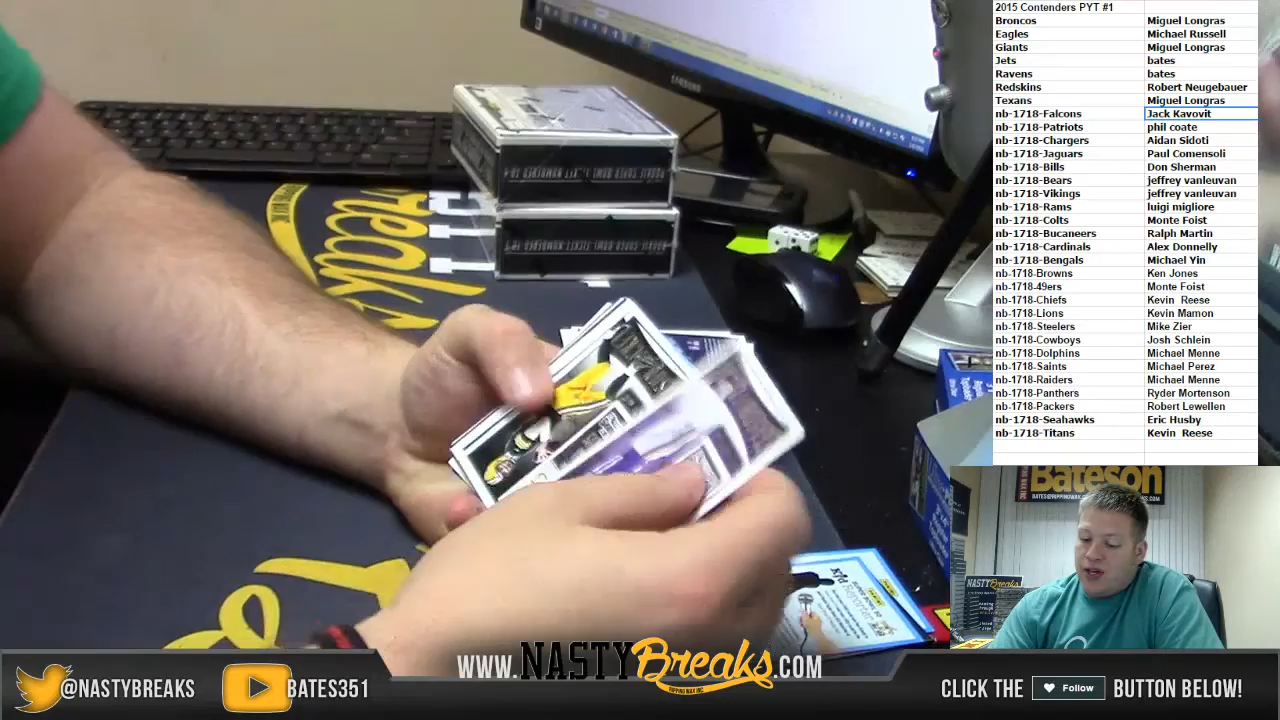 2015 Contenders PYT #1
Broncos Miguel Longras
Eagles Michael Russell
Giants Miguel Longras
Jets bates
Ravens bates
Redskins Robert Neugebauer
Texans Miguel Longras
nb-1718-Falcons Jack Kavovit
nb-1718-Patriots phil coate
nb-1718-Chargers Aidan Sidoti
nb-1718-Jaguars Paul Comensoli
nb-1718-Bills Don Sherman
nb-1718-Bears jeffrey vanleuvan
nb-1718-Vikings jeffrey vanleuvan
nb-1718-Rams luigi migliore
nb-1718-Colts Monte Foist
nb-1718-Bucaneers Ralph Martin
nb-1718-Cardinals Alex Donnelly
nb-1718-Bengals Michael Yin
nb-1718-Browns Ken Jones
nb-1718-49ers Monte Foist
nb-1718-Chiefs Kevin Reese
nb-1718-Lions Kevin Mamon
nb-1718-Steelers Mike Zier
nb-1718-Cowboys Josh Schlein
nb-1718-Dolphins Michael Menne
nb-1718-Saints Michael Perez
nb-1718-Raiders Michael Menne
nb-1718-Panthers Ryder Mortenson
nb-1718-Packers Robert Lewellen
nb-1718-Seahawks Eric Husby
nb-1718-Titans Kevin Reese
SAMSUNG
Breaks
Bateson
NASTYBreaks
@NASTYBREAKS
BATES351
WWW.NASTYBreaks.COM
RIPPING WAX INC
CLICK THE Follow BUTTON BELOW!